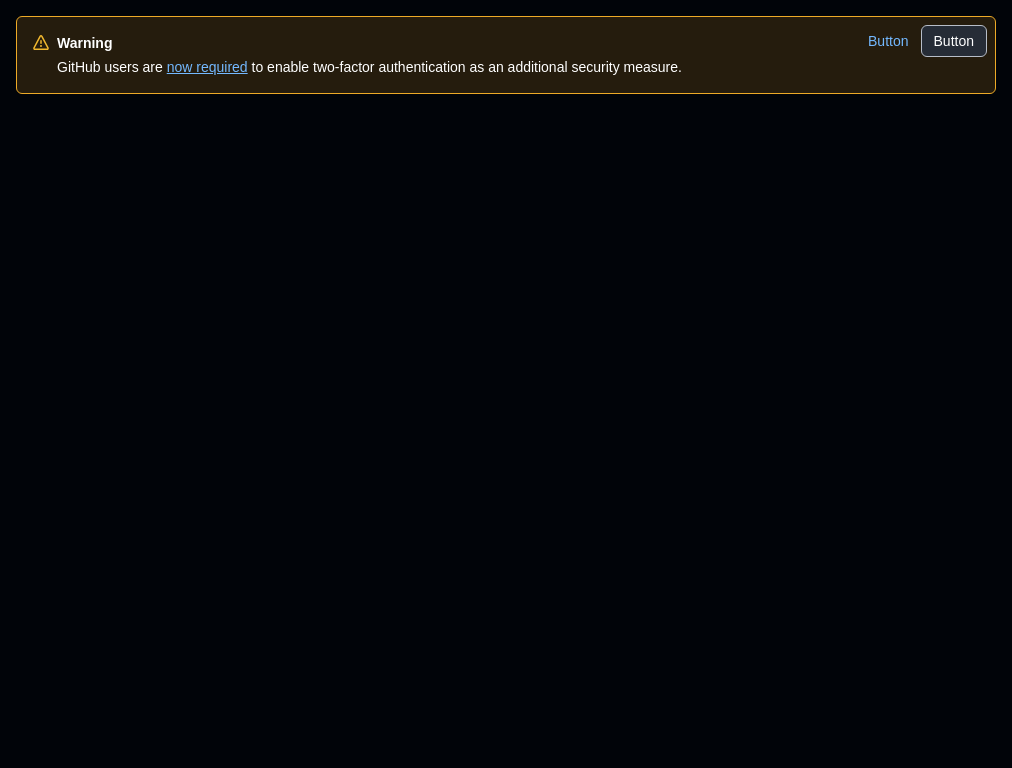 Warning
Button
Button
GitHub users are now required to enable two-factor authentication as an additional security measure.